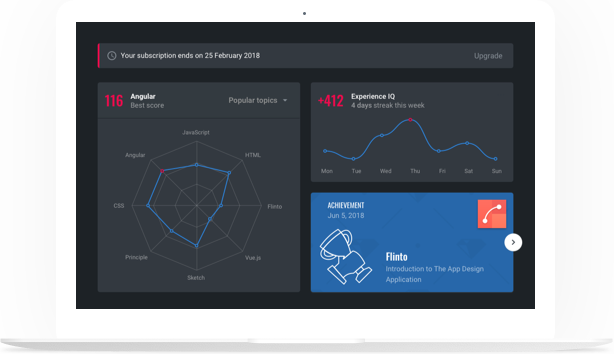 Your subscription ends on 25 February 2018
Upgrade
116
Angular
Best score
Popular topics
JavaScript
Angular
HTML
CSS
Flinto
Principle
Vue.js
Sketch
+412
Experience IQ
4 days streak this week
Mon Tue Wed Thu Fri Sat Sun
ACHIEVEMENT
Jun 5, 2018
Flinto
Introduction to The App Design
Application